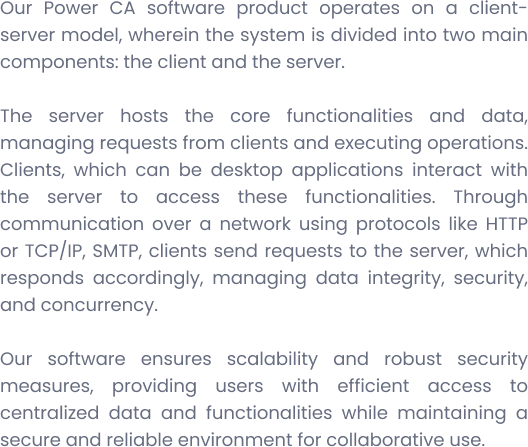 Our Power CA software product operates on a client-
server model, wherein the system is divided into two main
components: the client and the server.
The server hosts the core functionalities and data,
managing requests from clients and executing operations.
Clients, which can be desktop applications interact with
the server to access these functionalities. Through
communication over a network using protocols like HTTP
or TCP/IP, SMTP, clients send requests to the server, which
responds accordingly, managing data integrity, security,
and concurrency.
Our software ensures scalability and robust security
measures, providing users with efficient access to
centralized data and functionalities while maintaining a
secure and reliable environment for collaborative use.